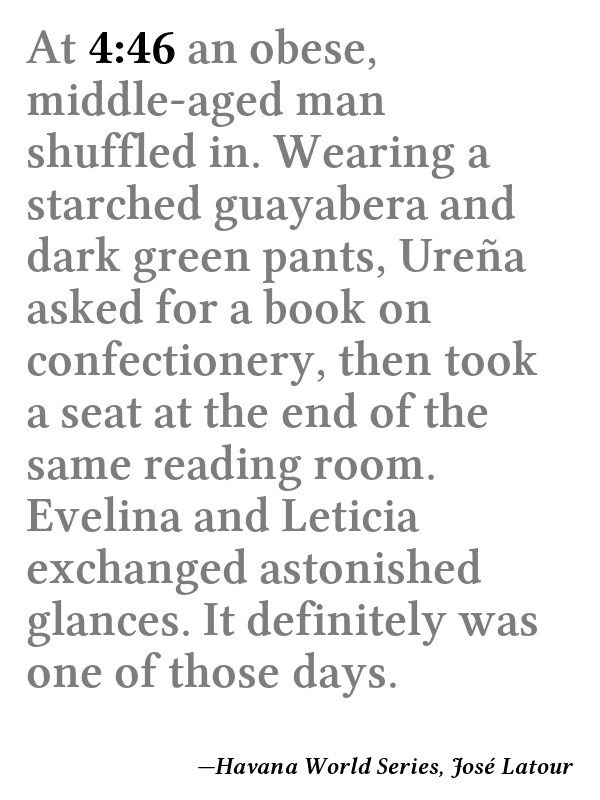 At 4:46 an obese,
middle-aged man
shuffled in. Wearing a
starched guayabera and
dark green pants, Ureña
asked for a book on
confectionery, then took
a seat at the end of the
same reading room.
Evelina and Leticia
exchanged astonished
glances. It definitely was
one of those days.
—Havana World Series, José Latour